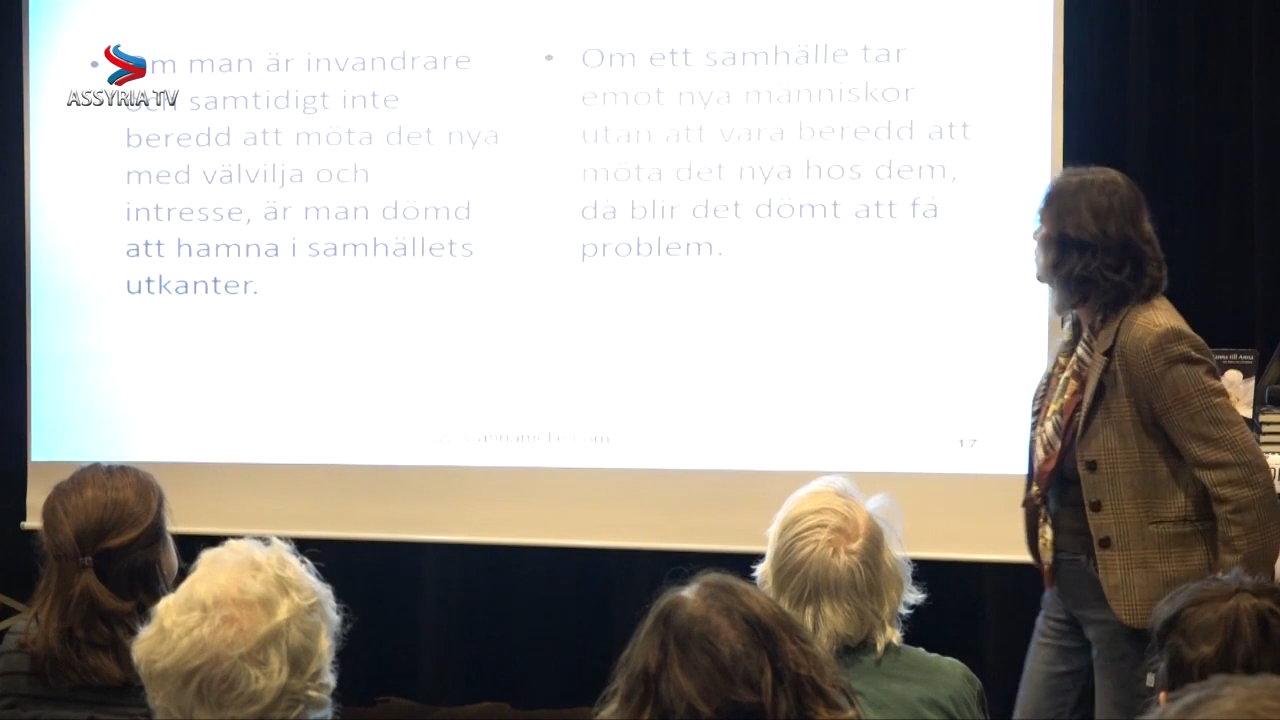 ASSYRIA TV
Om man är invandrare
och samtidigt inte
beredd att möta det nya
med välvilja och
intresse, är man dömd
att hamna i samhällets
utkanter.
Om ett samhälle tar
emot nya människor
utan att vara beredd att
möta det nya hos dem,
då blir det dömt att få
problem.
17